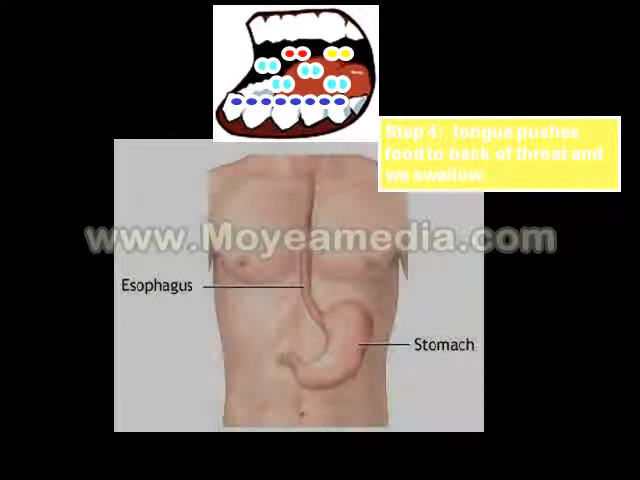 Step 4: tongue pushes
food to back of throat and
we swallow.
www.Moyeamedia.com
Esophagus
Stomach